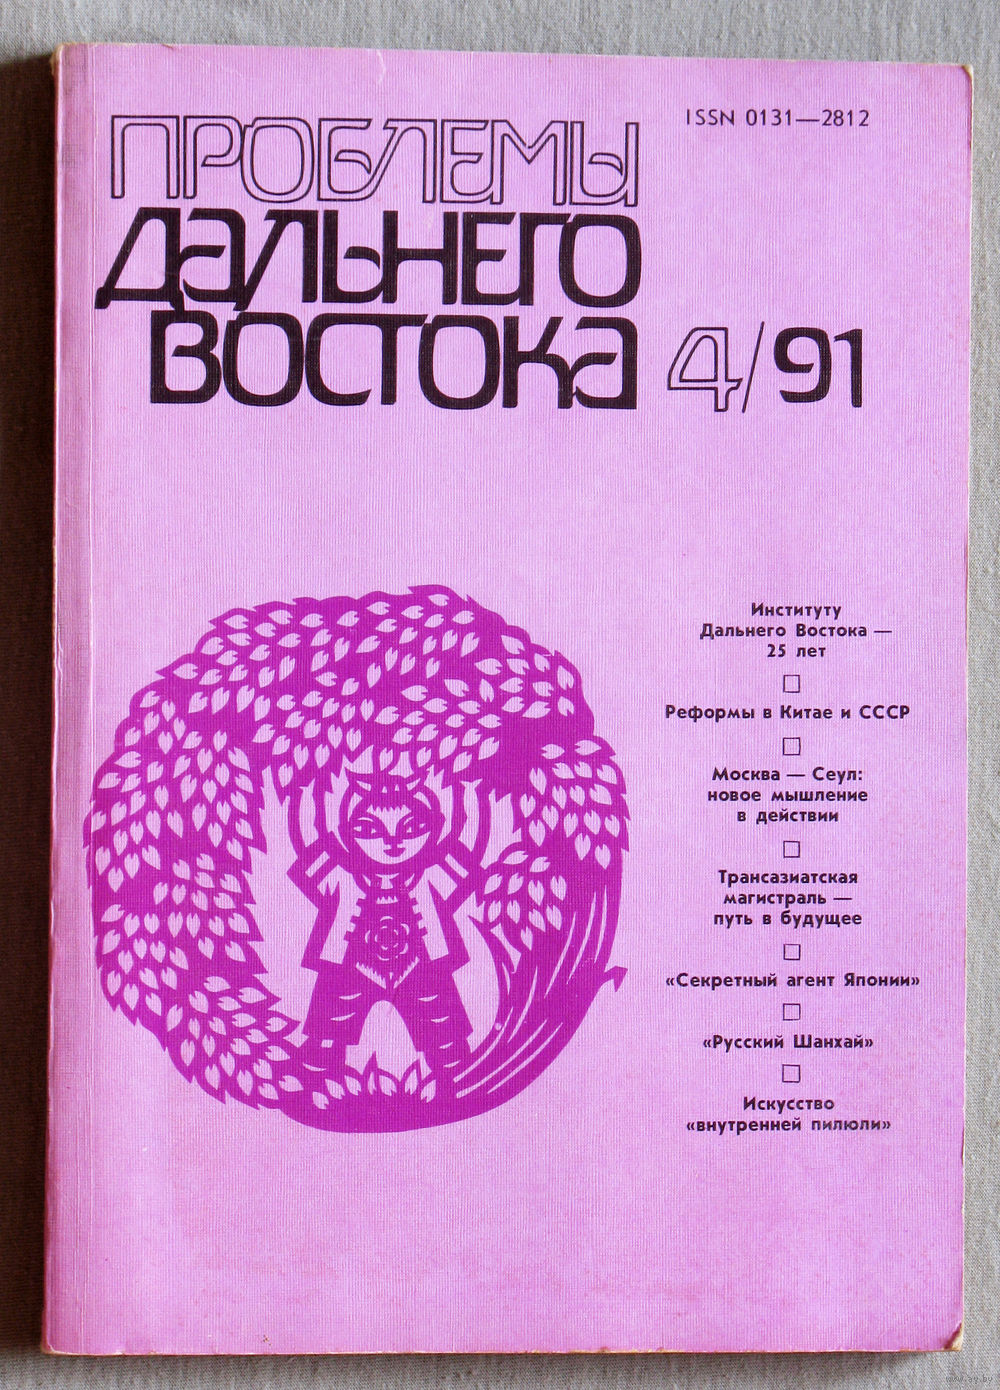 ISSN 0131—2812
ПРОБЛЕМЫ
ДАЛЬНЕГО
ВОСТОКА 4/91
Институту
Дальнего Востока —
25 лет
Реформы в Китае и СССР
Москва — Сеул:
новое мышление
в действии
Трансазиатская
магистраль —
путь в будущее
«Секретный агент Японии»
«Русский Шанхай»
Искусство
«внутренней пилюли»